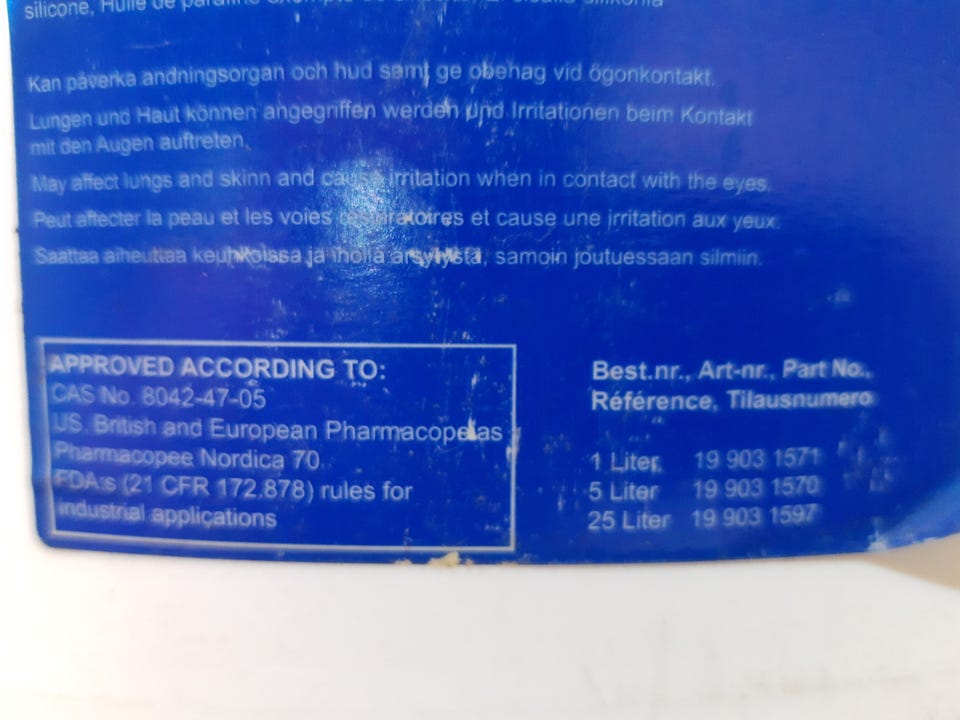 silicone, Huile de paraffine exempte de
Kan påverka andningsorgan och hud samt ge obehag vid ögonkontakt.
Lungen und Haut können angegriffen werden und Irritationen beim Kontakt
mit den Augen auftreten.
May affect lungs and skinn and cause irritation when in contact with the eyes.
Peut affecter la peau et les voies respiratoires et cause une irritation aux yeux.
Saattaa aiheuttaa keuhkoissa ja iholla ärsytystä, samoin joutuessaan silmiin.
APPROVED ACCORDING TO:
CAS No. 8042-47-05
US. British and European Pharmacopeias
Pharmacopee Nordica 70.
FDA:s (21 CFR 172.878) rules for
industrial applications
Best.nr., Art-nr., Part No.,
Référence, Tilausnumero
1 Liter. 19 903 1571
5 Liter 19 903 1570
25 Liter 19 903 1597